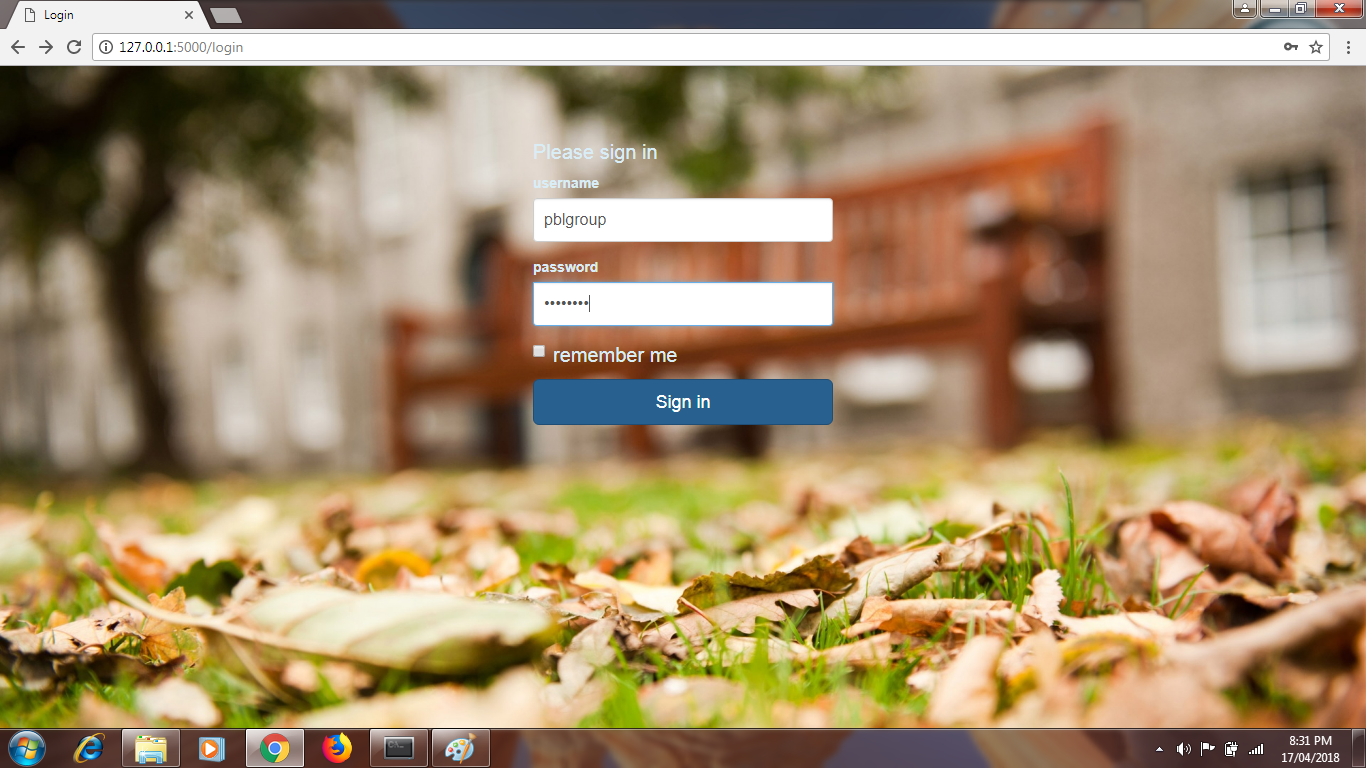 Login
127.0.0.1:5000/login
Please sign in
username
pblgroup
password
••••••••
remember me
Sign in
8:31 PM
17/04/2018